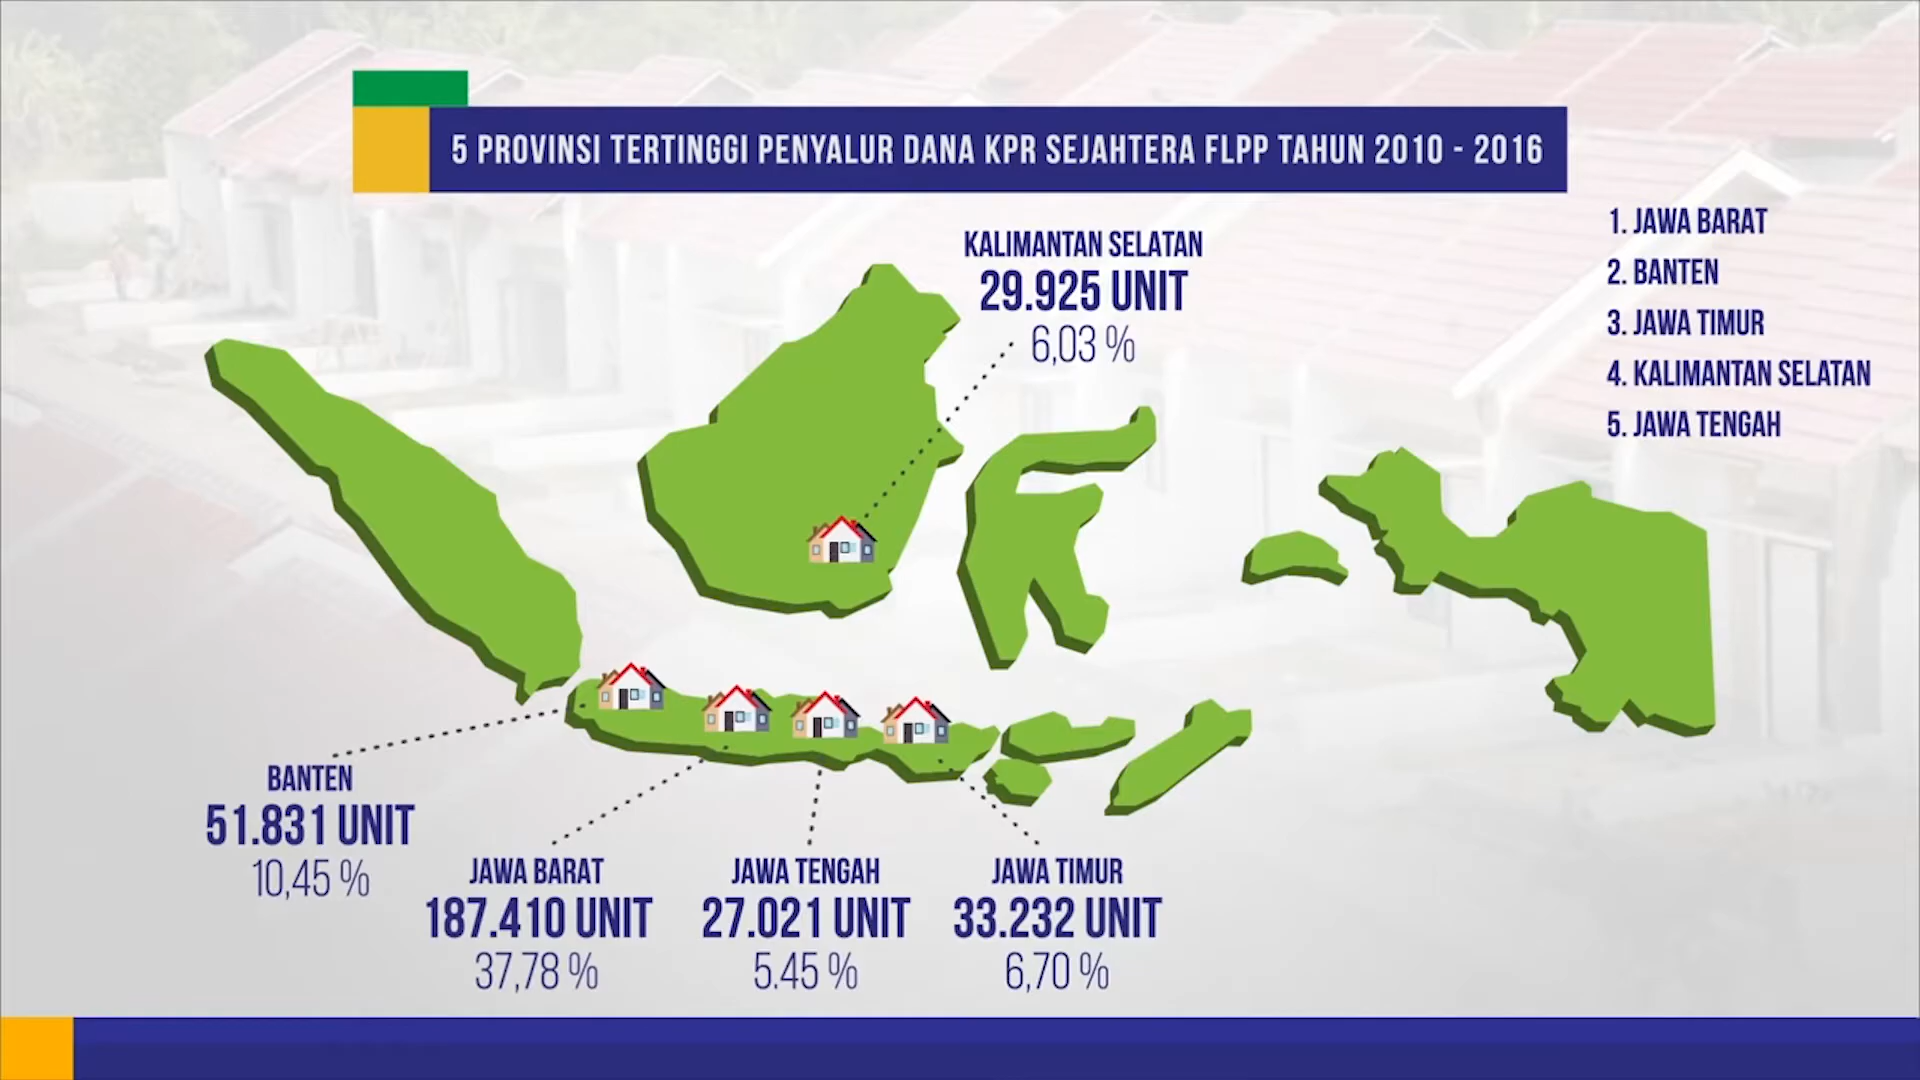 5 PROVINSI TERTINGGI PENYALUR DANA KPR SEJAHTERA FLPP TAHUN 2010 - 2016
1. JAWA BARAT
2. BANTEN
3. JAWA TIMUR
4. KALIMANTAN SELATAN
5. JAWA TENGAH
KALIMANTAN SELATAN
29.925 UNIT
6,03 %
BANTEN
51.831 UNIT
10,45 %
JAWA BARAT
187.410 UNIT
37,78 %
JAWA TENGAH
27.021 UNIT
5.45 %
JAWA TIMUR
33.232 UNIT
6,70 %